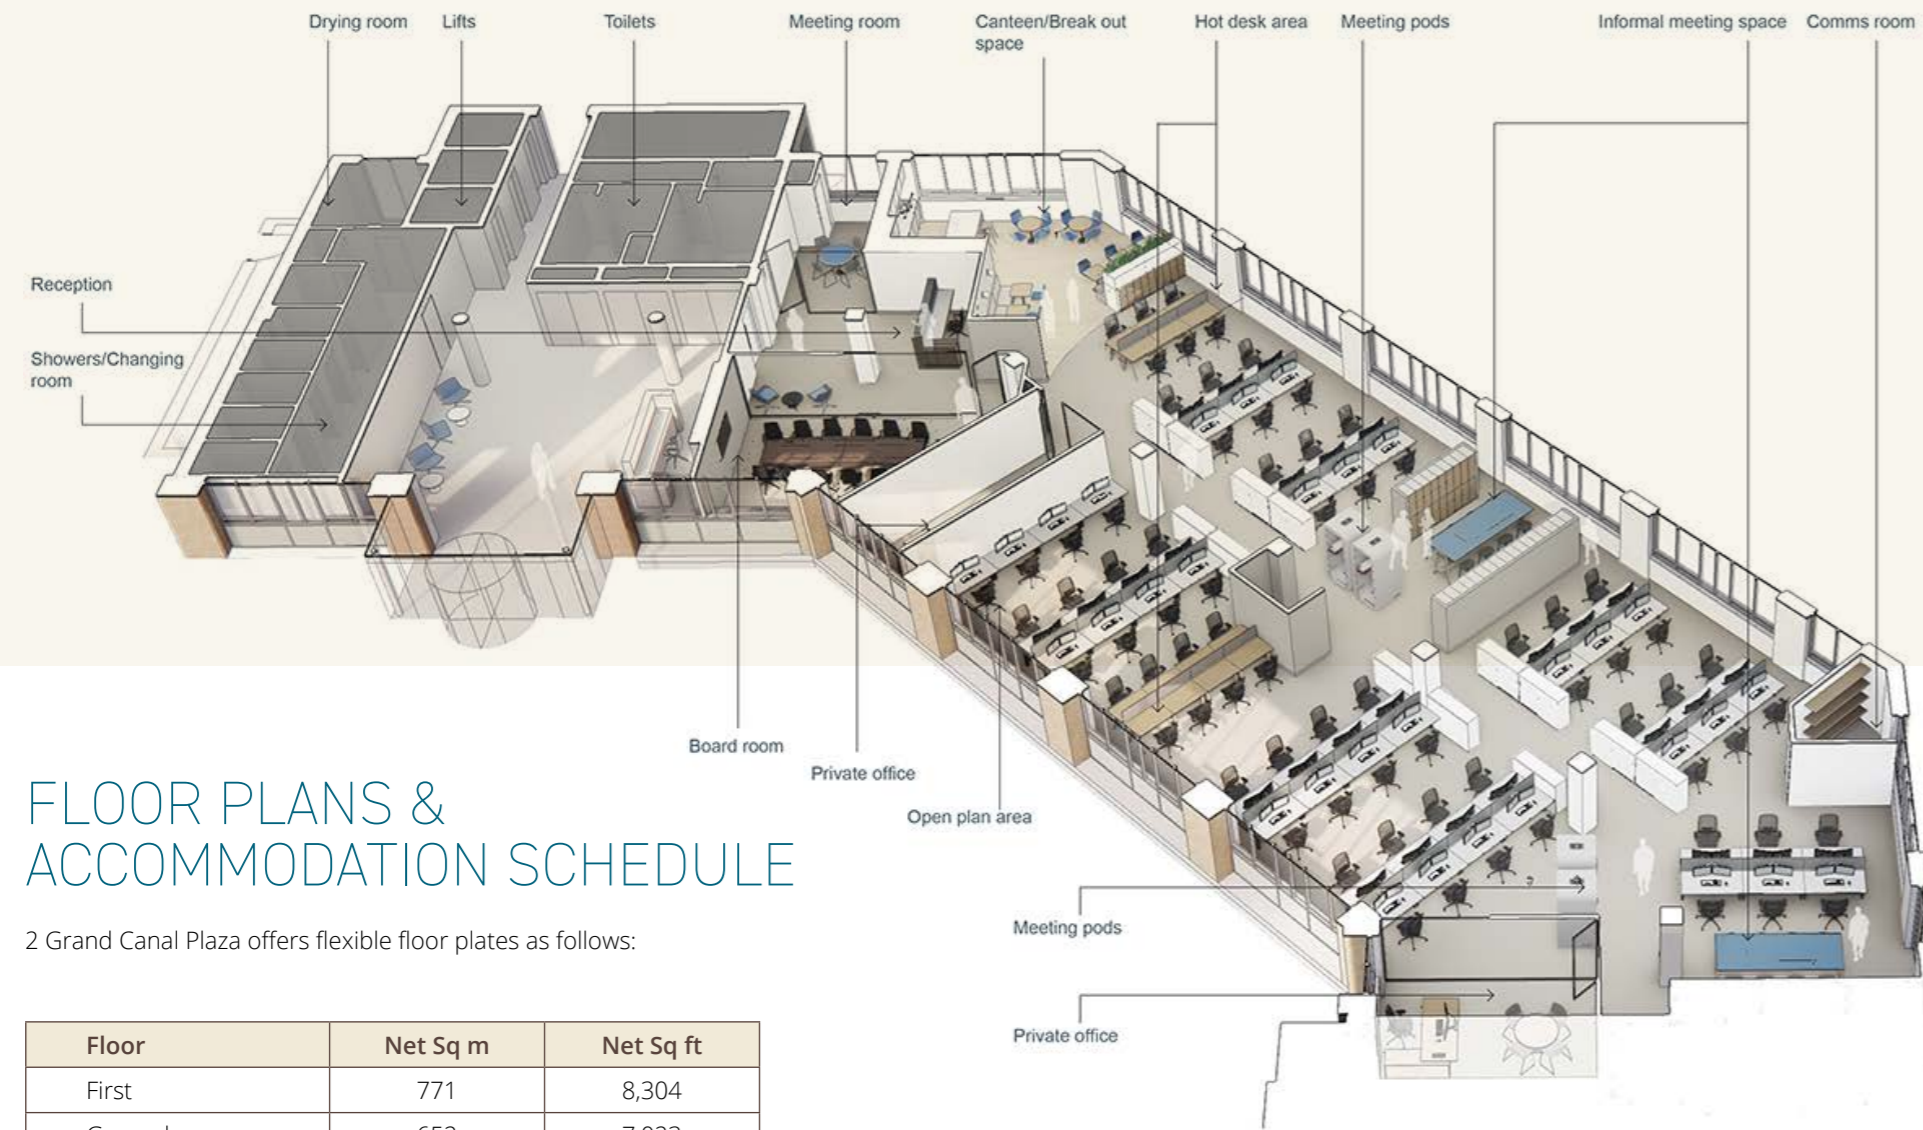 Drying room
Lifts
Toilets
Meeting room
Canteen/Break out
space
Hot desk area
Meeting pods
Informal meeting space
Comms room
Reception
Showers/Changing
room
Board room
Private office
Open plan area
Meeting pods
Private office
FLOOR PLANS &
ACCOMMODATION SCHEDULE
2 Grand Canal Plaza offers flexible floor plates as follows:
Floor Net Sq m Net Sq ft
First 771 8,304